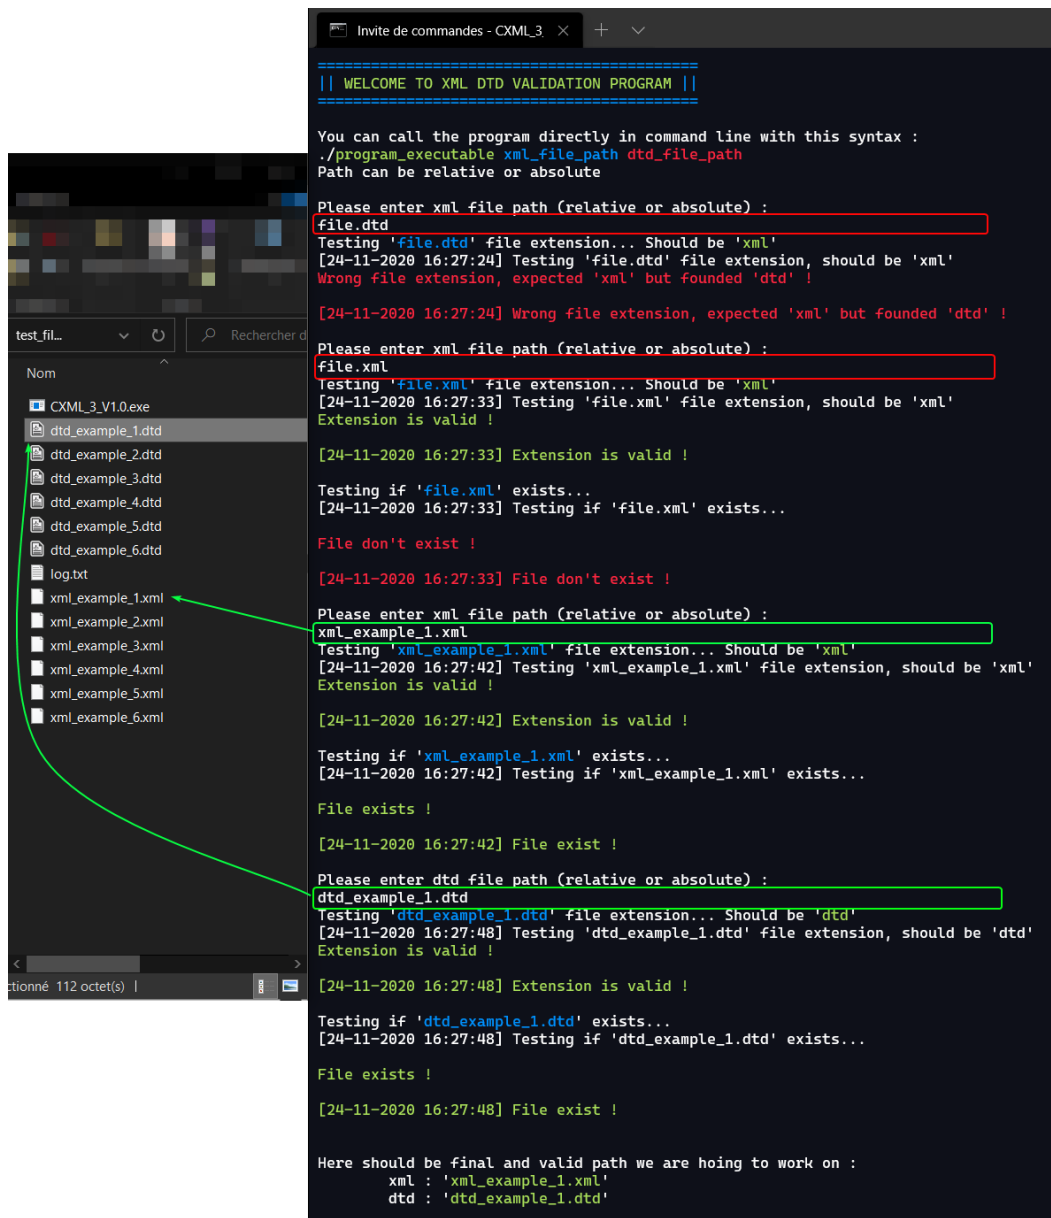 Invite de commandes - CXML_3_
===========================================
|| WELCOME TO XML DTD VALIDATION PROGRAM ||
===========================================
You can call the program directly in command line with this syntax :
./program_executable xml_file_path dtd_file_path
Path can be relative or absolute
Please enter xml file path (relative or absolute) :
file.dtd
Testing 'file.dtd' file extension... Should be 'xml'
[24-11-2020 16:27:24] Testing 'file.dtd' file extension, should be 'xml'
Wrong file extension, expected 'xml' but founded 'dtd' !
[24-11-2020 16:27:24] Wrong file extension, expected 'xml' but founded 'dtd' !
Please enter xml file path (relative or absolute) :
file.xml
Testing 'file.xml' file extension... Should be 'xml'
[24-11-2020 16:27:33] Testing 'file.xml' file extension, should be 'xml'
Extension is valid !
[24-11-2020 16:27:33] Extension is valid !
Testing if 'file.xml' exists...
[24-11-2020 16:27:33] Testing if 'file.xml' exists...
File don't exist !
[24-11-2020 16:27:33] File don't exist !
Please enter xml file path (relative or absolute) :
xml_example_1.xml
Testing 'xml_example_1.xml' file extension... Should be 'xml'
[24-11-2020 16:27:42] Testing 'xml_example_1.xml' file extension, should be 'xml'
Extension is valid !
[24-11-2020 16:27:42] Extension is valid !
Testing if 'xml_example_1.xml' exists...
[24-11-2020 16:27:42] Testing if 'xml_example_1.xml' exists...
File exists !
[24-11-2020 16:27:42] File exist !
Please enter dtd file path (relative or absolute) :
dtd_example_1.dtd
Testing 'dtd_example_1.dtd' file extension... Should be 'dtd'
[24-11-2020 16:27:48] Testing 'dtd_example_1.dtd' file extension, should be 'dtd'
Extension is valid !
[24-11-2020 16:27:48] Extension is valid !
Testing if 'dtd_example_1.dtd' exists...
[24-11-2020 16:27:48] Testing if 'dtd_example_1.dtd' exists...
File exists !
[24-11-2020 16:27:48] File exist !
Here should be final and valid path we are hoing to work on :
xml : 'xml_example_1.xml'
dtd : 'dtd_example_1.dtd'
test_fil...
Rechercher d
Nom
CXML_3_V1.0.exe
dtd_example_1.dtd
dtd_example_2.dtd
dtd_example_3.dtd
dtd_example_4.dtd
dtd_example_5.dtd
dtd_example_6.dtd
log.txt
xml_example_1.xml
xml_example_2.xml
xml_example_3.xml
xml_example_4.xml
xml_example_5.xml
xml_example_6.xml
ctionné 112 octet(s)